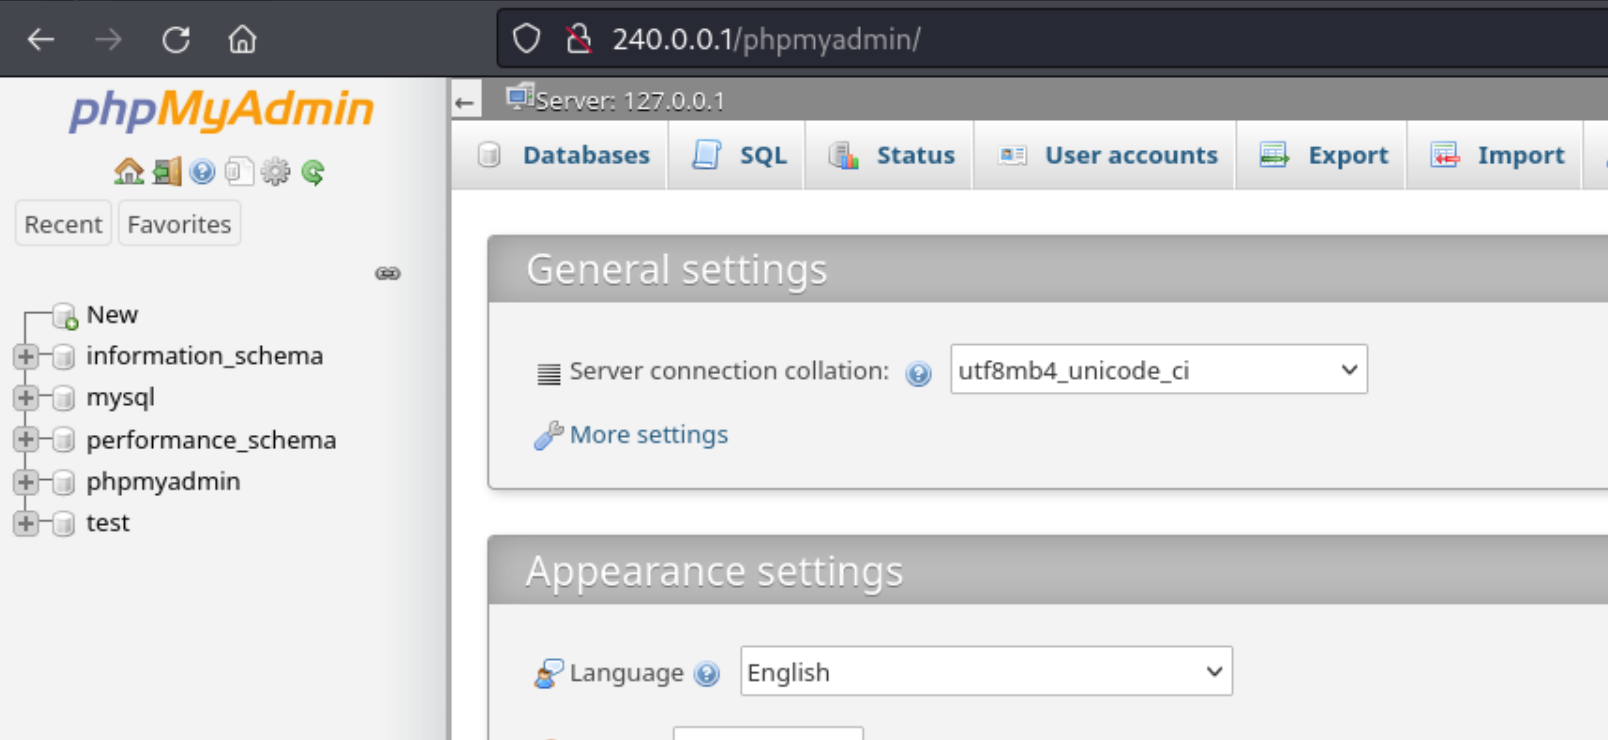 240.0.0.1/phpmyadmin/
phpMyAdmin
Recent
Favorites
New
information_schema
mysql
performance_schema
phpmyadmin
test
Server: 127.0.0.1
Databases
SQL
Status
User accounts
Export
Import
General settings
Server connection collation:
utf8mb4_unicode_ci
More settings
Appearance settings
Language
English